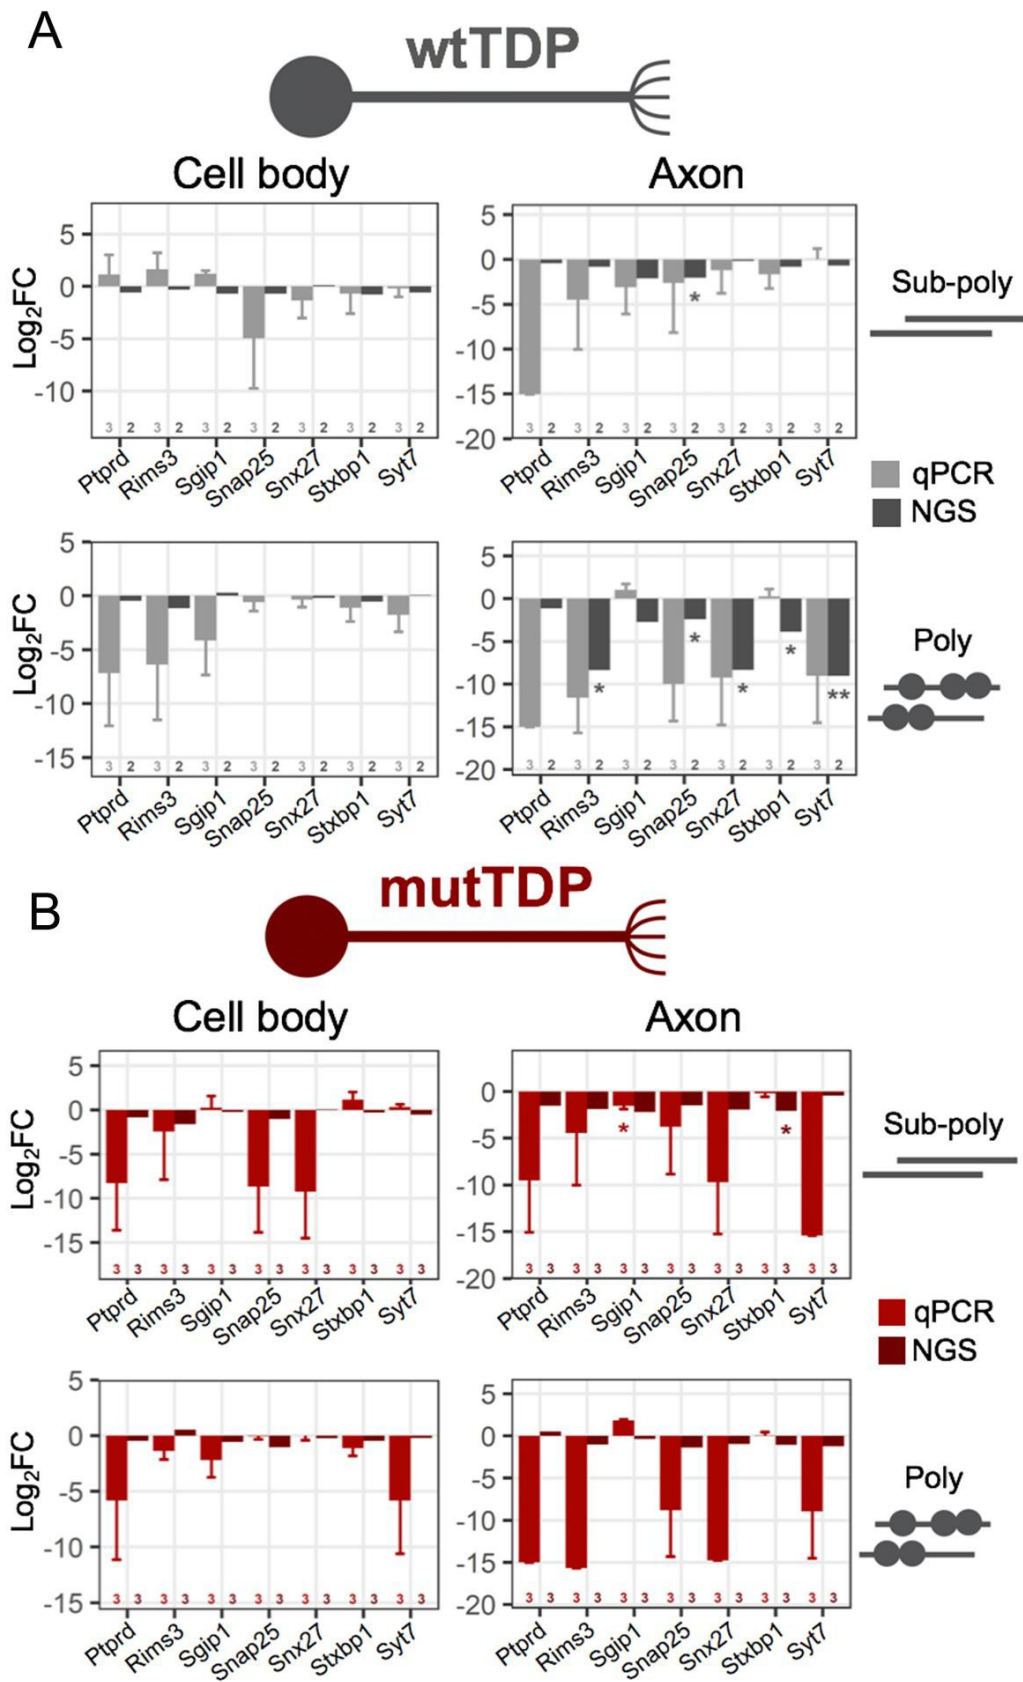 A
wtTDP
Cell body
Axon
Log2FC
5
0
-5
-10
3 2 3 2 3 2 3 2 3 2 3 2 3 2
Ptprd Rims3 Sgip1 Snap25 Snx27 Stxbp1 Syt7
5
0
-5
-10
-15
-20
*
3 2 3 2 3 2 3 2 3 2 3 2 3 2
Ptprd Rims3 Sgip1 Snap25 Snx27 Stxbp1 Syt7
Sub-poly
qPCR
NGS
Log2FC
5
0
-5
-10
-15
3 2 3 2 3 2 3 2 3 2 3 2 3 2
Ptprd Rims3 Sgip1 Snap25 Snx27 Stxbp1 Syt7
5
0
-5
-10
-15
-20
* * * * **
3 2 3 2 3 2 3 2 3 2 3 2 3 2
Ptprd Rims3 Sgip1 Snap25 Snx27 Stxbp1 Syt7
Poly
B
mutTDP
Cell body
Axon
Log2FC
5
0
-5
-10
-15
3 3 3 3 3 3 3 3 3 3 3 3 3 3
Ptprd Rims3 Sgip1 Snap25 Snx27 Stxbp1 Syt7
0
-5
-10
-15
-20
* *
3 3 3 3 3 3 3 3 3 3 3 3 3 3
Ptprd Rims3 Sgip1 Snap25 Snx27 Stxbp1 Syt7
Sub-poly
qPCR
NGS
Log2FC
5
0
-5
-10
-15
3 3 3 3 3 3 3 3 3 3 3 3 3 3
Ptprd Rims3 Sgip1 Snap25 Snx27 Stxbp1 Syt7
5
0
-5
-10
-15
-20
3 3 3 3 3 3 3 3 3 3 3 3 3 3
Ptprd Rims3 Sgip1 Snap25 Snx27 Stxbp1 Syt7
Poly